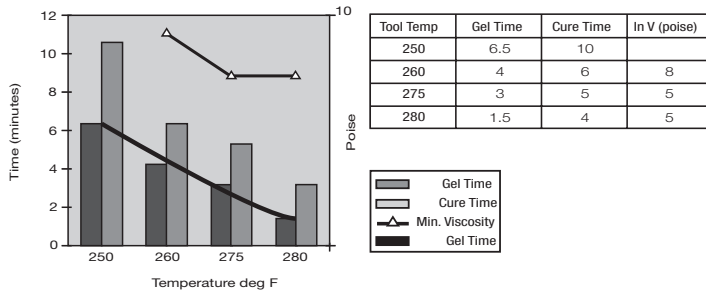 12
10
8
6
4
2
0
Time (minutes)
250 260 275 280
Temperature deg F
10
Poise
Tool Temp Gel Time Cure Time In V (poise)
250 6.5 10
260 4 6 8
275 3 5 5
280 1.5 4 5
Gel Time
Cure Time
Min. Viscosity
Gel Time